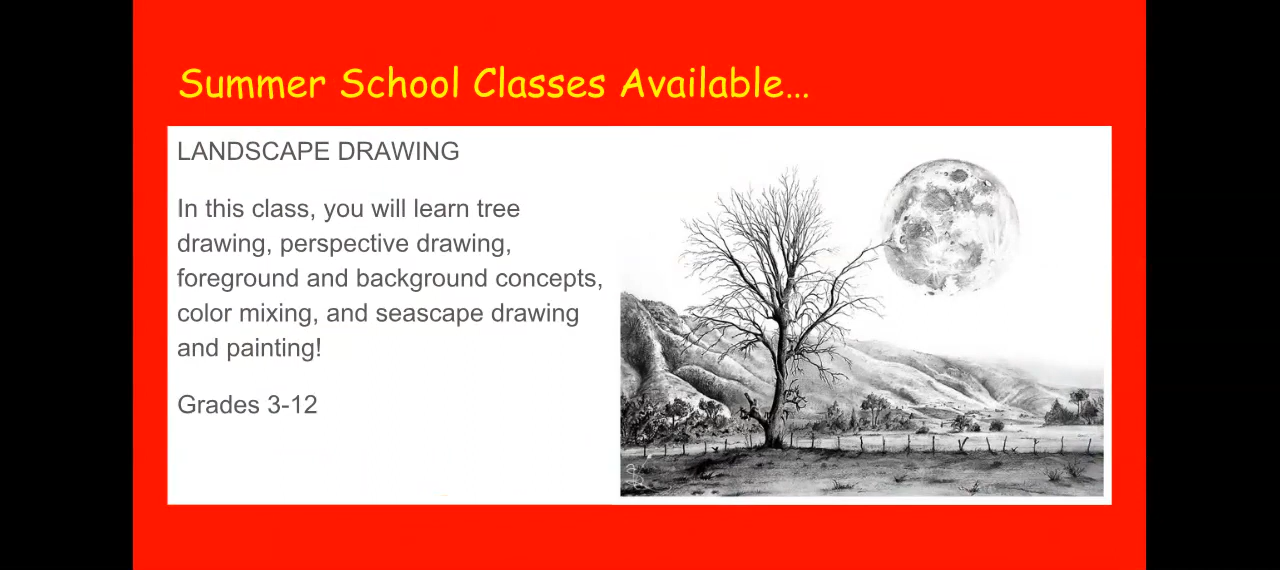 Summer School Classes Available…
LANDSCAPE DRAWING
In this class, you will learn tree
drawing, perspective drawing,
foreground and background concepts,
color mixing, and seascape drawing
and painting!
Grades 3-12